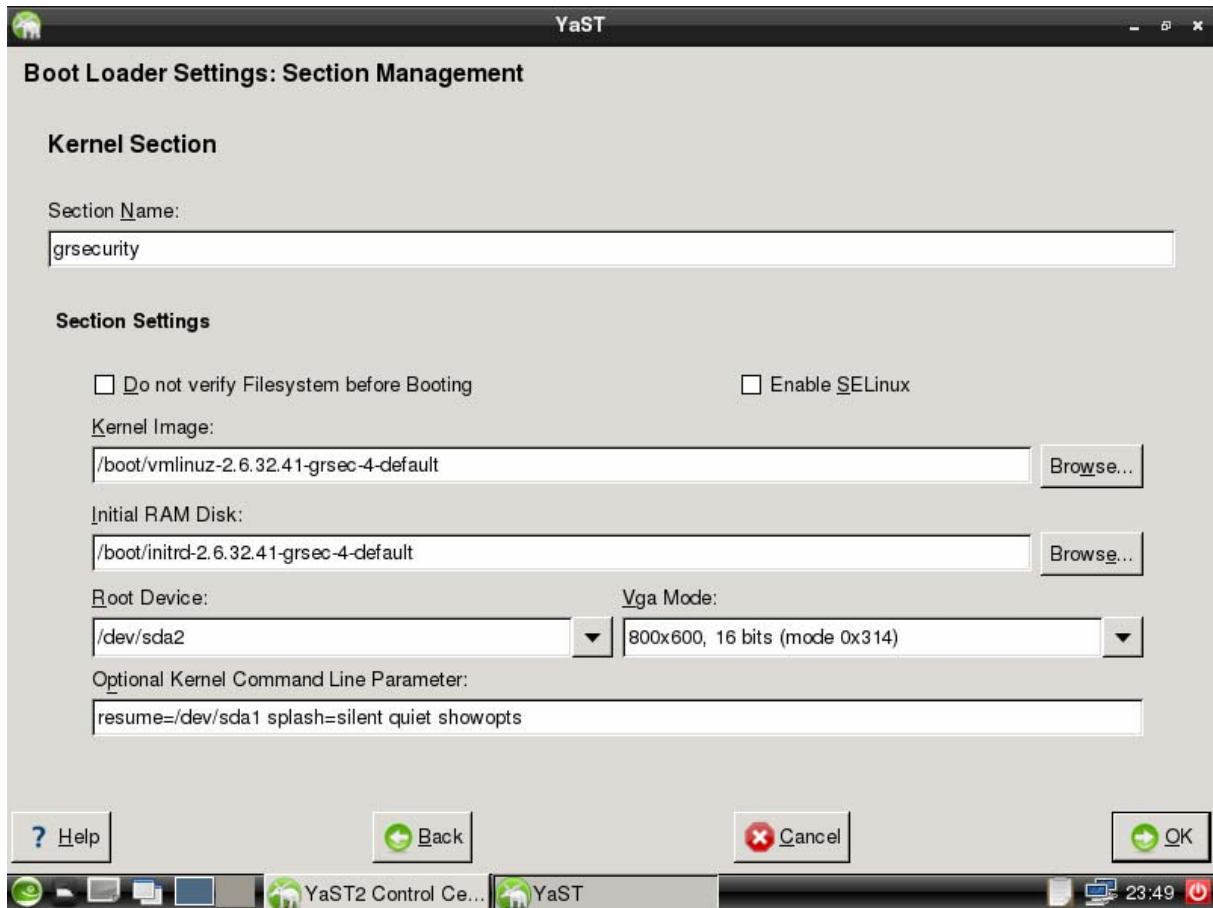 YaST
Boot Loader Settings: Section Management
Kernel Section
Section Name:
grsecurity
Section Settings
Do not verify Filesystem before Booting
Enable SELinux
Kernel Image:
/boot/vmlinuz-2.6.32.41-grsec-4-default
Browse...
Initial RAM Disk:
/boot/initrd-2.6.32.41-grsec-4-default
Browse...
Root Device:
Vga Mode:
/dev/sda2
800x600, 16 bits (mode 0x314)
Optional Kernel Command Line Parameter:
resume=/dev/sda1 splash=silent quiet showopts
? Help
Back
Cancel
OK
YaST2 Control Ce...
YaST
23:49